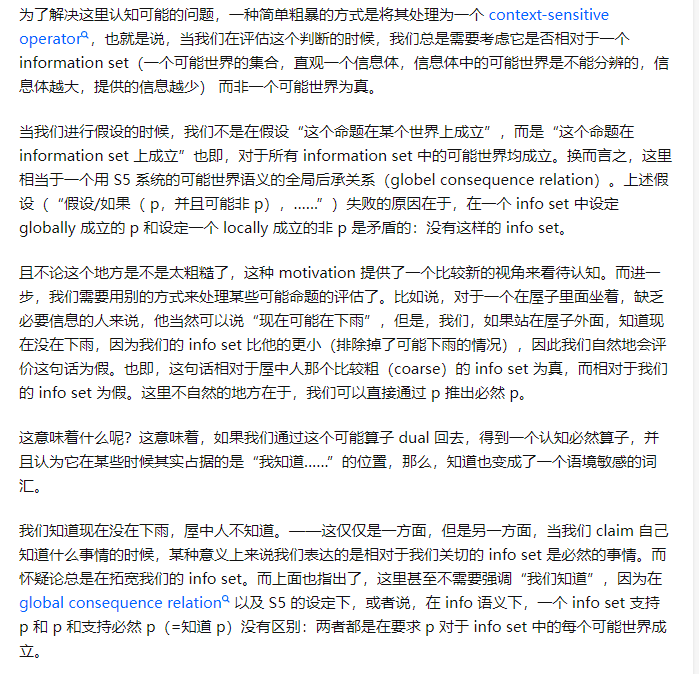 为了解决这里认知可能的问题，一种简单粗暴的方式是将其处理为一个 context-sensitive
operator，也就是说，当我们在评估这个判断的时候，我们总是需要考虑它是否相对于一个
information set（一个可能世界的集合，直观一个信息体，信息体中的可能世界是不能分辨的，信
息体越大，提供的信息越少） 而非一个可能世界为真。
当我们进行假设的时候，我们不是在假设“这个命题在某个世界上成立”，而是“这个命题在
information set 上成立”也即，对于所有 information set 中的可能世界均成立。换而言之，这里
相当于一个用 S5 系统的可能世界语义的全局后承关系（globel consequence relation）。上述假
设（ “假设/如果（ p，并且可能非 p），……”）失败的原因在于，在一个 info set 中设定
globally 成立的 p 和设定一个 locally 成立的非 p 是矛盾的：没有这样的 info set。
且不论这个地方是不是太粗糙了，这种 motivation 提供了一个比较新的视角来看待认知。而进一
步，我们需要用别的方式来处理某些可能命题的评估了。比如说，对于一个在屋子里面坐着，缺乏
必要信息的人来说，他当然可以说“现在可能在下雨”，但是，我们，如果站在屋子外面，知道现
在没在下雨，因为我们的 info set 比他的更小（排除掉了可能下雨的情况），因此我们自然地会评
价这句话为假。也即，这句话相对于屋中人那个比较粗（coarse）的 info set 为真，而相对于我们
的 info set 为假。这里不自然的地方在于，我们可以直接通过 p 推出必然 p。
这意味着什么呢？这意味着，如果我们通过这个可能算子 dual 回去，得到一个认知必然算子，并
且认为它在某些时候其实占据的是“我知道……”的位置，那么，知道也变成了一个语境敏感的词
汇。
我们知道现在没在下雨，屋中人不知道。——这仅仅是一方面，但是另一方面，当我们 claim 自己
知道什么事情的时候，某种意义上来说我们表达的是相对于我们关切的 info set 是必然的事情。而
怀疑论总是在拓宽我们的 info set。而上面也指出了，这里甚至不需要强调“我们知道”，因为在
global consequence relation 以及 S5 的设定下，或者说，在 info 语义下，一个 info set 支持
p 和 p 和支持必然 p（=知道 p）没有区别：两者都是在要求 p 对于 info set 中的每个可能世界成
立。